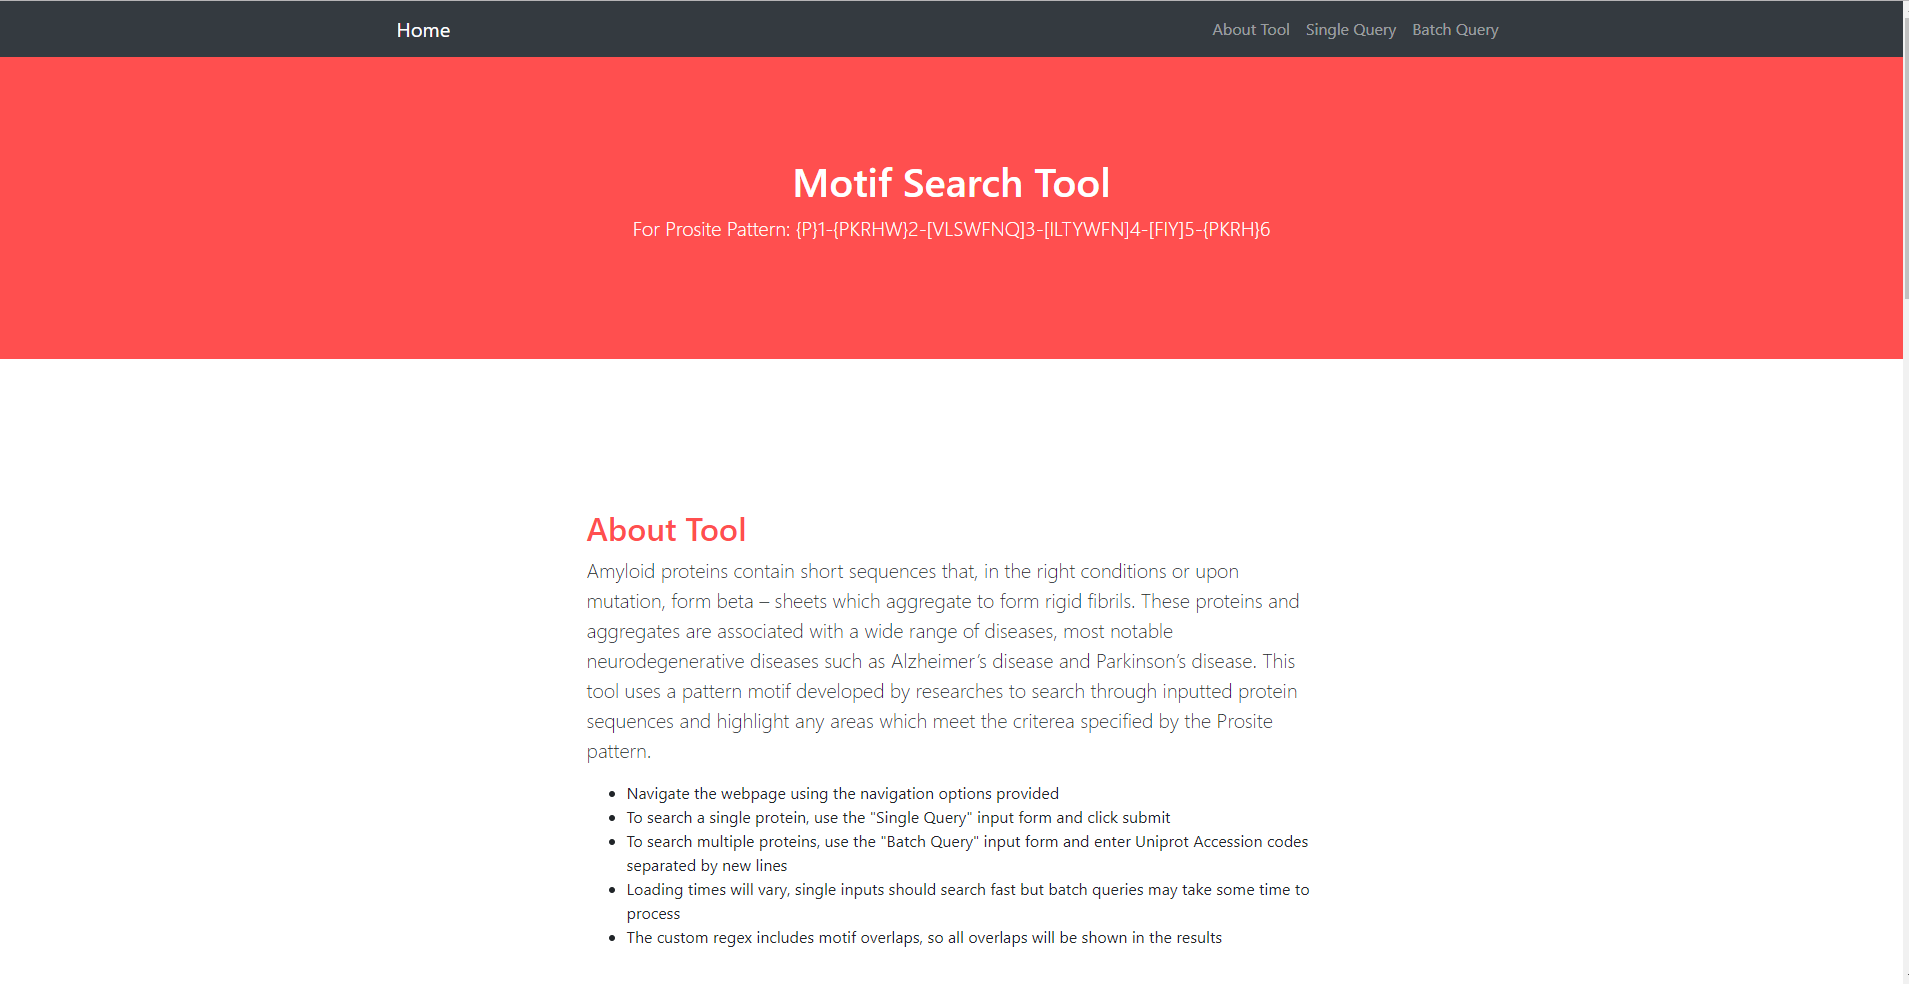 Home
About Tool
Single Query
Batch Query
Motif Search Tool
For Prosite Pattern: {P}1-{PKRHW}2-[VLSWFNQ]3-[ILTYWFN]4-[FIY]5-{PKRH}6
About Tool
Amyloid proteins contain short sequences that, in the right conditions or upon
mutation, form beta – sheets which aggregate to form rigid fibrils. These proteins and
aggregates are associated with a wide range of diseases, most notable
neurodegenerative diseases such as Alzheimer’s disease and Parkinson’s disease. This
tool uses a pattern motif developed by researches to search through inputted protein
sequences and highlight any areas which meet the criterea specified by the Prosite
pattern.
• Navigate the webpage using the navigation options provided
• To search a single protein, use the "Single Query" input form and click submit
• To search multiple proteins, use the "Batch Query" input form and enter Uniprot Accession codes
separated by new lines
• Loading times will vary, single inputs should search fast but batch queries may take some time to
process
• The custom regex includes motif overlaps, so all overlaps will be shown in the results